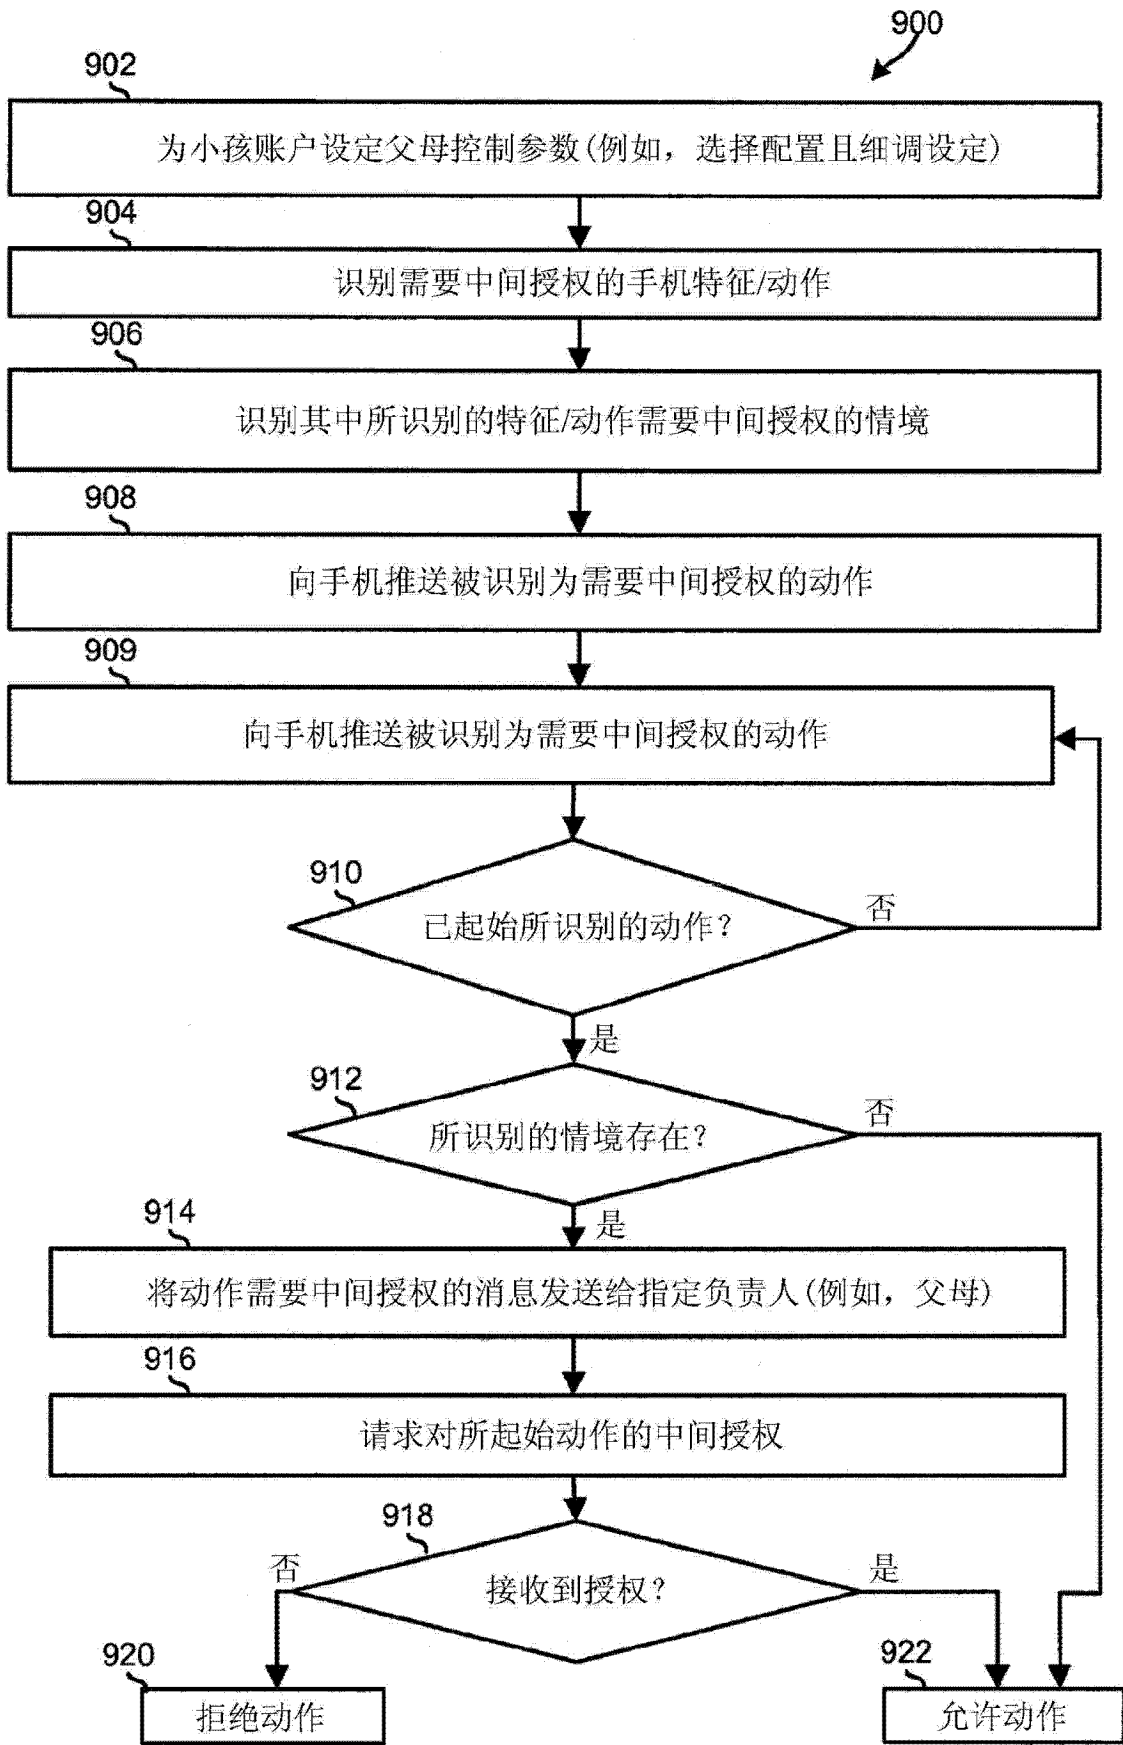 900
902
为小孩账户设定父母控制参数(例如，选择配置且细调设定)
904
识别需要中间授权的手机特征/动作
906
识别其中所识别的特征/动作需要中间授权的情境
908
向手机推送被识别为需要中间授权的动作
909
向手机推送被识别为需要中间授权的动作
910
已起始所识别的动作？
否
是
912
所识别的情境存在？
否
是
914
将动作需要中间授权的消息发送给指定负责人(例如，父母)
916
请求对所起始动作的中间授权
918
接收到授权？
否
是
920
拒绝动作
922
允许动作